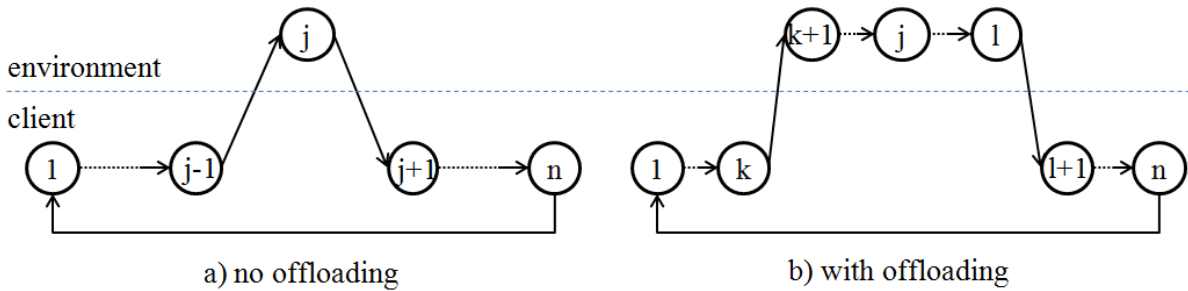 j
k+1 j l
environment
client
1 j-1 j+1 n
1 k l+1 n
a) no offloading
b) with offloading